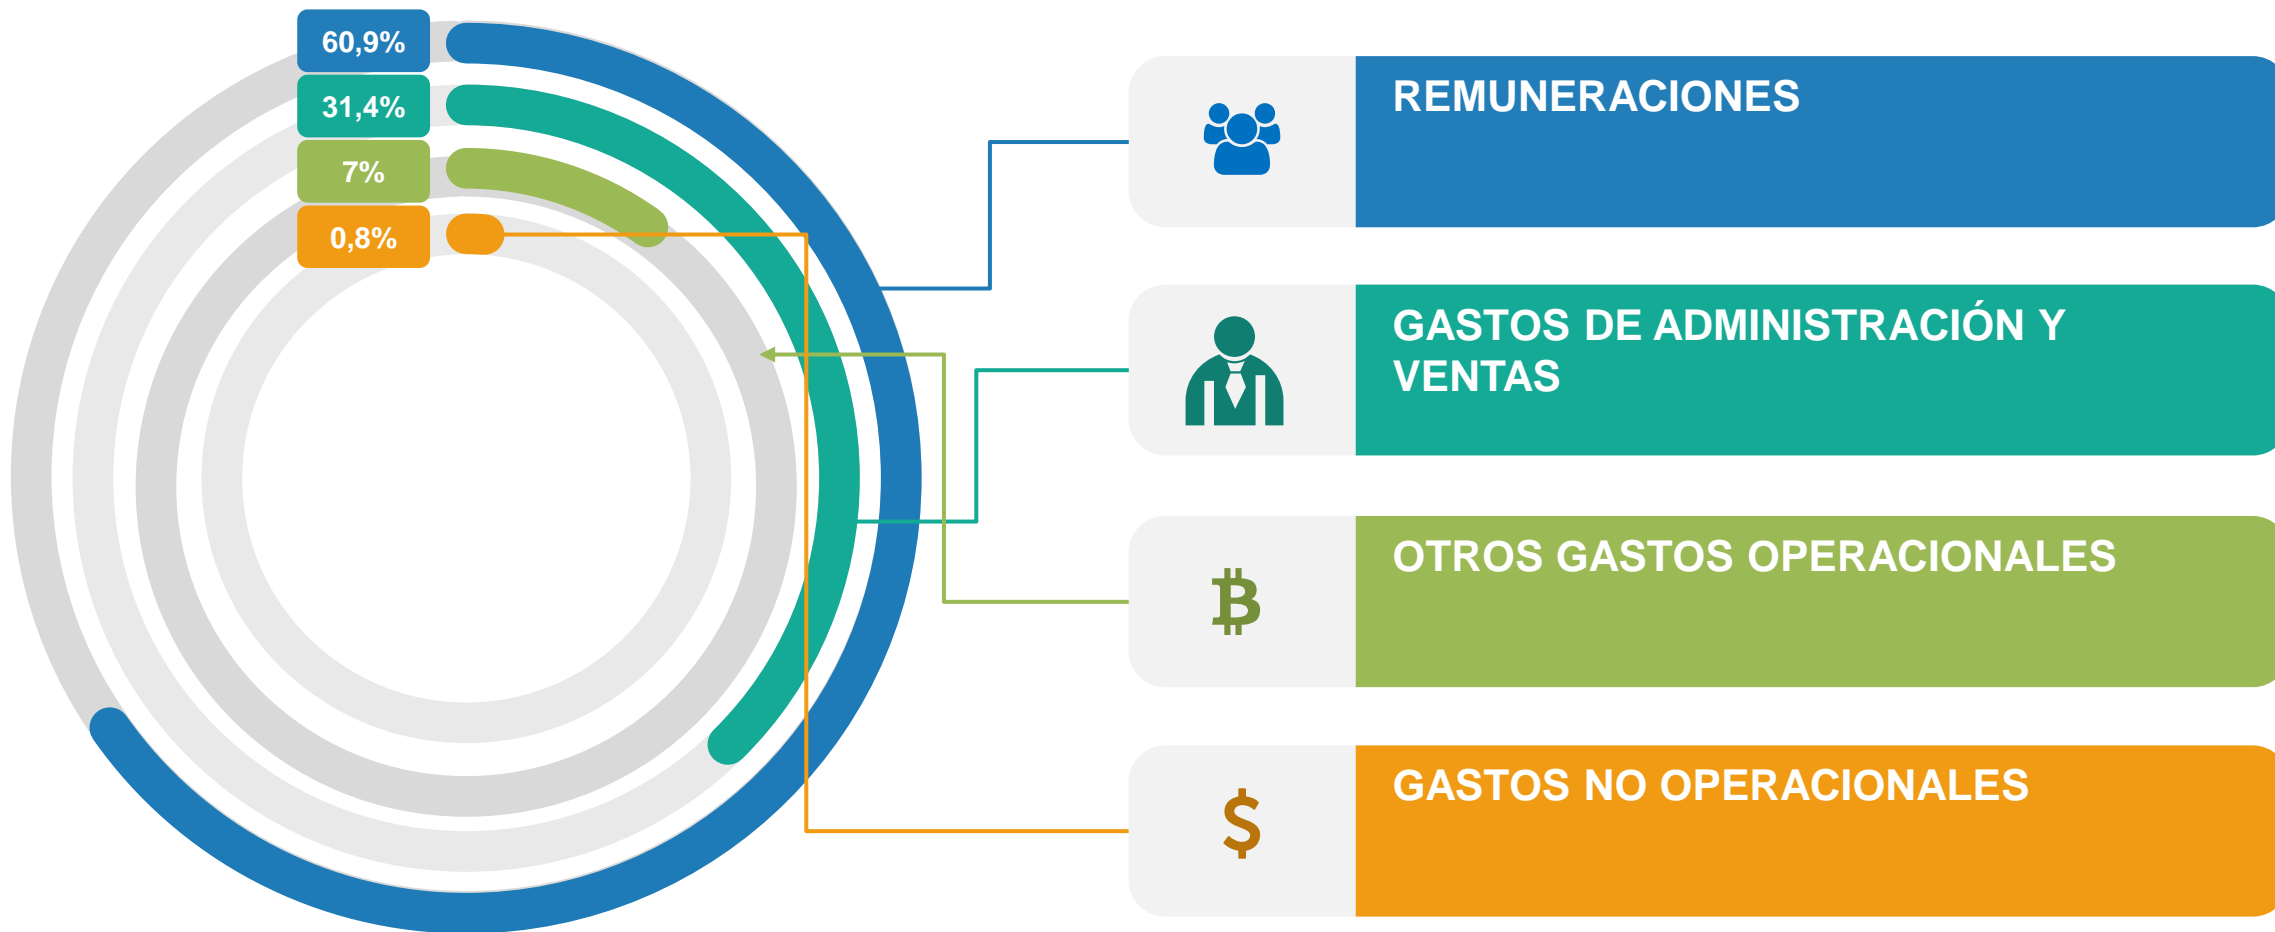 60,9%
31,4%
7%
0,8%
REMUNERACIONES
GASTOS DE ADMINISTRACIÓN Y
VENTAS
OTROS GASTOS OPERACIONALES
GASTOS NO OPERACIONALES